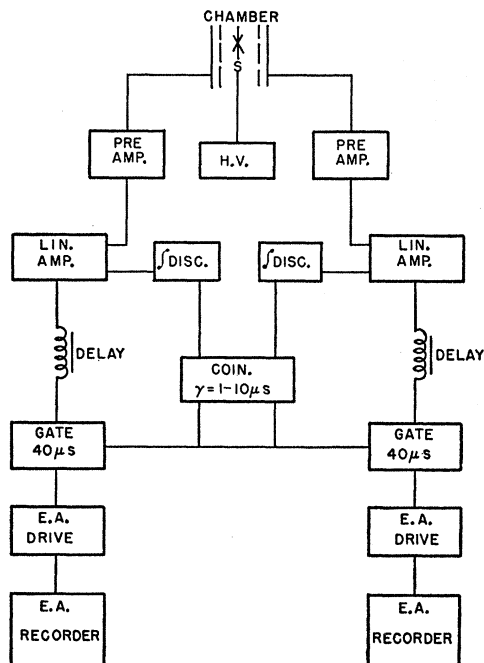 CHAMBER
S
PRE
AMP.
H.V.
PRE
AMP.
LIN.
AMP.
∫DISC.
∫DISC.
LIN.
AMP.
DELAY
COIN.
γ=1-10μs
DELAY
GATE
40μs
GATE
40μs
E.A.
DRIVE
E.A.
DRIVE
E.A.
RECORDER
E.A.
RECORDER